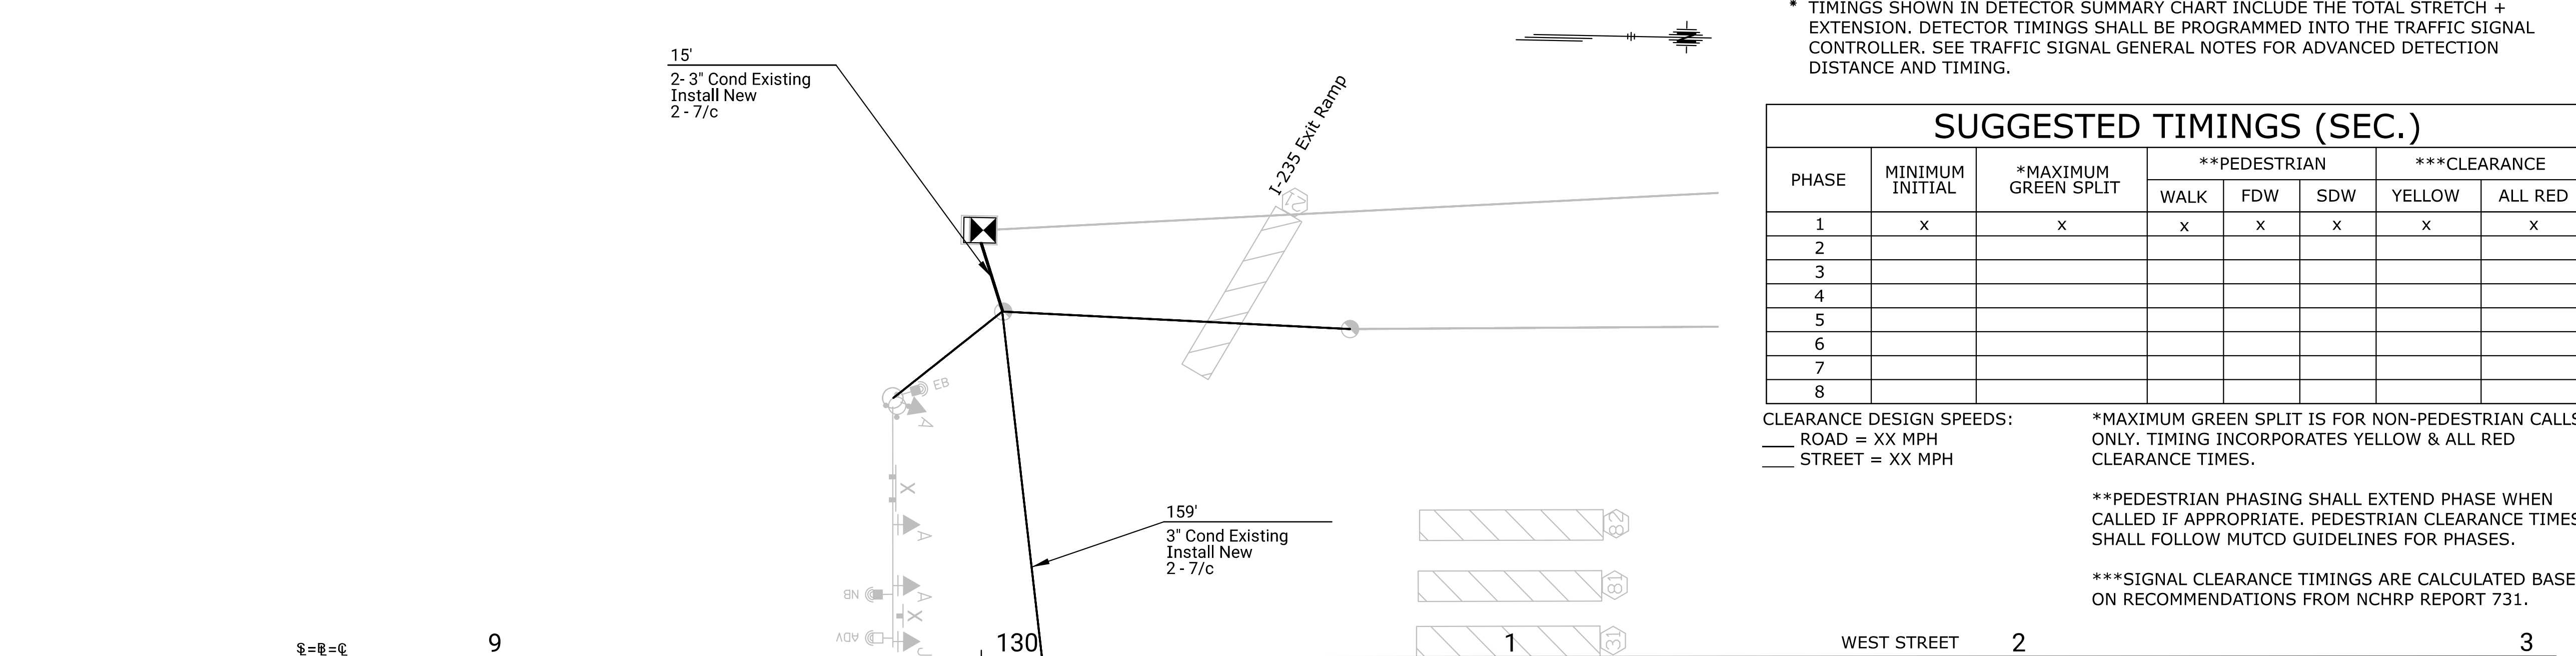 * TIMINGS SHOWN IN DETECTOR SUMMARY CHART INCLUDE THE TOTAL STRETCH +
EXTENSION. DETECTOR TIMINGS SHALL BE PROGRAMMED INTO THE TRAFFIC SIGNAL
CONTROLLER. SEE TRAFFIC SIGNAL GENERAL NOTES FOR ADVANCED DETECTION
DISTANCE AND TIMING.
15'
2- 3" Cond Existing
Install New
2 - 7/c
N
I-235 Exit Ramp
72
EB
A
X
A
NB
A
X
ADV
J
159'
3" Cond Existing
Install New
2 - 7/c
82
81
31
SUGGESTED TIMINGS (SEC.)
PHASE MINIMUM INITIAL *MAXIMUM GREEN SPLIT **PEDESTRIAN ***CLEARANCE
WALK FDW SDW YELLOW ALL RED
1 x x x x x x x
2
3
4
5
6
7
8
CLEARANCE DESIGN SPEEDS:
___ ROAD = XX MPH
___ STREET = XX MPH
*MAXIMUM GREEN SPLIT IS FOR NON-PEDESTRIAN CALLS
ONLY. TIMING INCORPORATES YELLOW & ALL RED
CLEARANCE TIMES.
**PEDESTRIAN PHASING SHALL EXTEND PHASE WHEN
CALLED IF APPROPRIATE. PEDESTRIAN CLEARANCE TIMES
SHALL FOLLOW MUTCD GUIDELINES FOR PHASES.
***SIGNAL CLEARANCE TIMINGS ARE CALCULATED BASE
ON RECOMMENDATIONS FROM NCHRP REPORT 731.
9 130 1 WEST STREET 2 3